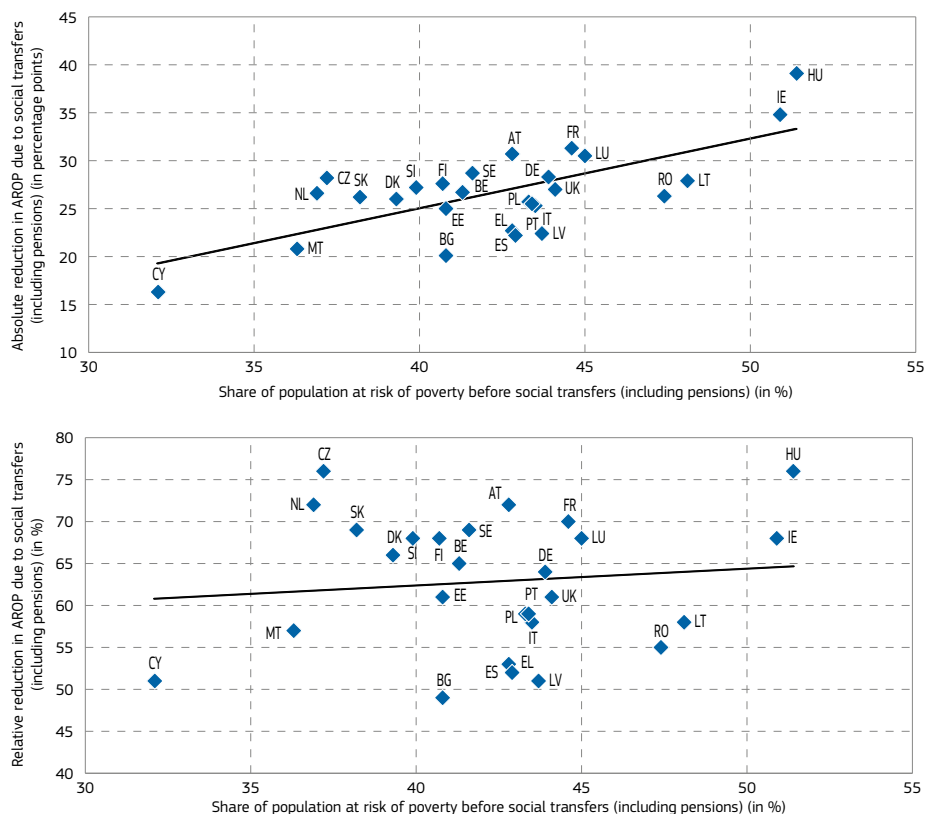 Absolute reduction in AROP due to social transfers
(including pensions) (in percentage points)
45
40
35
30
25
20
15
10
HU
IE
AT
FR
LU
CZ
SK
NL
DK
SI
FI
SE
BE
DE
UK
PL
RO
LT
EE
EL
PT
IT
LV
ES
BG
MT
CY
30
35
40
45
50
55
Share of population at risk of poverty before social transfers (including pensions) (in %)
Relative reduction in AROP due to social transfers
(including pensions) (in %)
80
75
70
65
60
55
50
45
40
CZ
HU
NL
AT
SK
FR
DK
SI
FI
SE
BE
LU
IE
DE
EE
PT
UK
PL
IT
LT
MT
RO
CY
ES
EL
BG
LV
30
35
40
45
50
55
Share of population at risk of poverty before social transfers (including pensions) (in %)